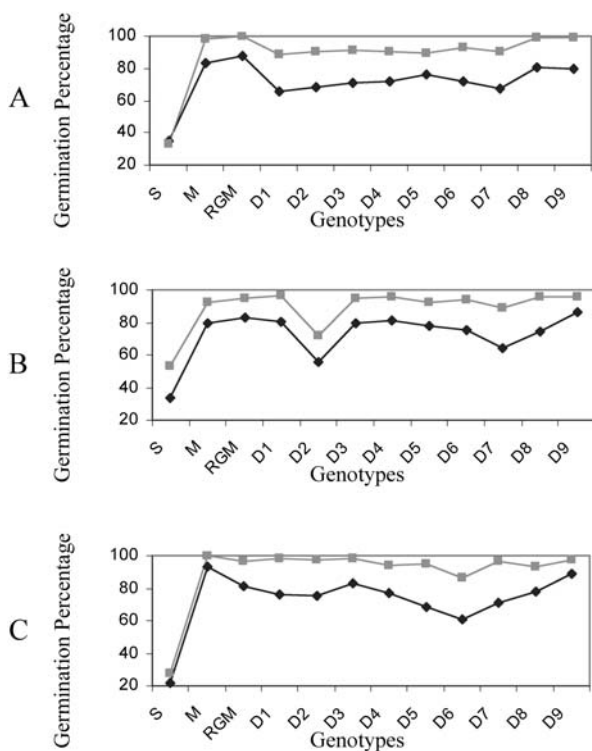 A
Germination Percentage
100
80
60
40
20
S M RGM D1 D2 D3 D4 D5 D6 D7 D8 D9
Genotypes
B
Germination Percentage
100
80
60
40
20
S M RGM D1 D2 D3 D4 D5 D6 D7 D8 D9
Genotypes
C
Germination Percentage
100
80
60
40
20
S M RGM D1 D2 D3 D4 D5 D6 D7 D8 D9
Genotypes